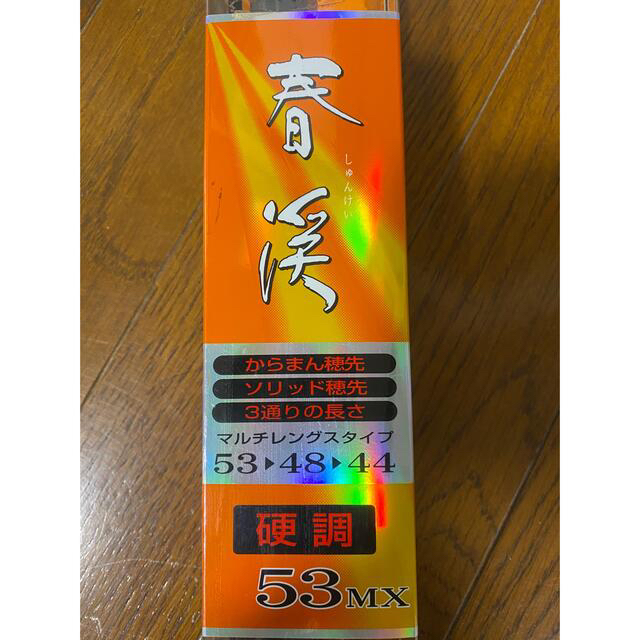 春渓
しゅんけい
からまん穂先
ソリッド穂先
3通りの長さ
マルチレングスタイプ
53▶48▶44
硬調
53MX